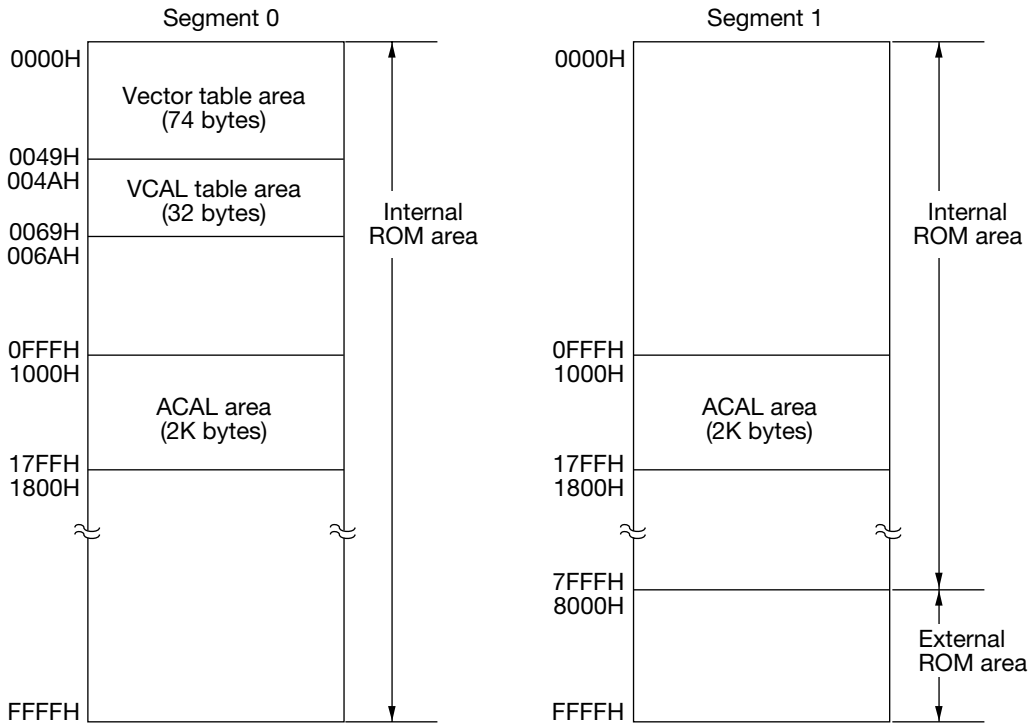 Segment 0
0000H
Vector table area
(74 bytes)
0049H
004AH
VCAL table area
(32 bytes)
0069H
006AH
Internal
ROM area
0FFFH
1000H
ACAL area
(2K bytes)
17FFH
1800H
FFFFH
Segment 1
0000H
Internal
ROM area
0FFFH
1000H
ACAL area
(2K bytes)
17FFH
1800H
7FFFH
8000H
External
ROM area
FFFFH